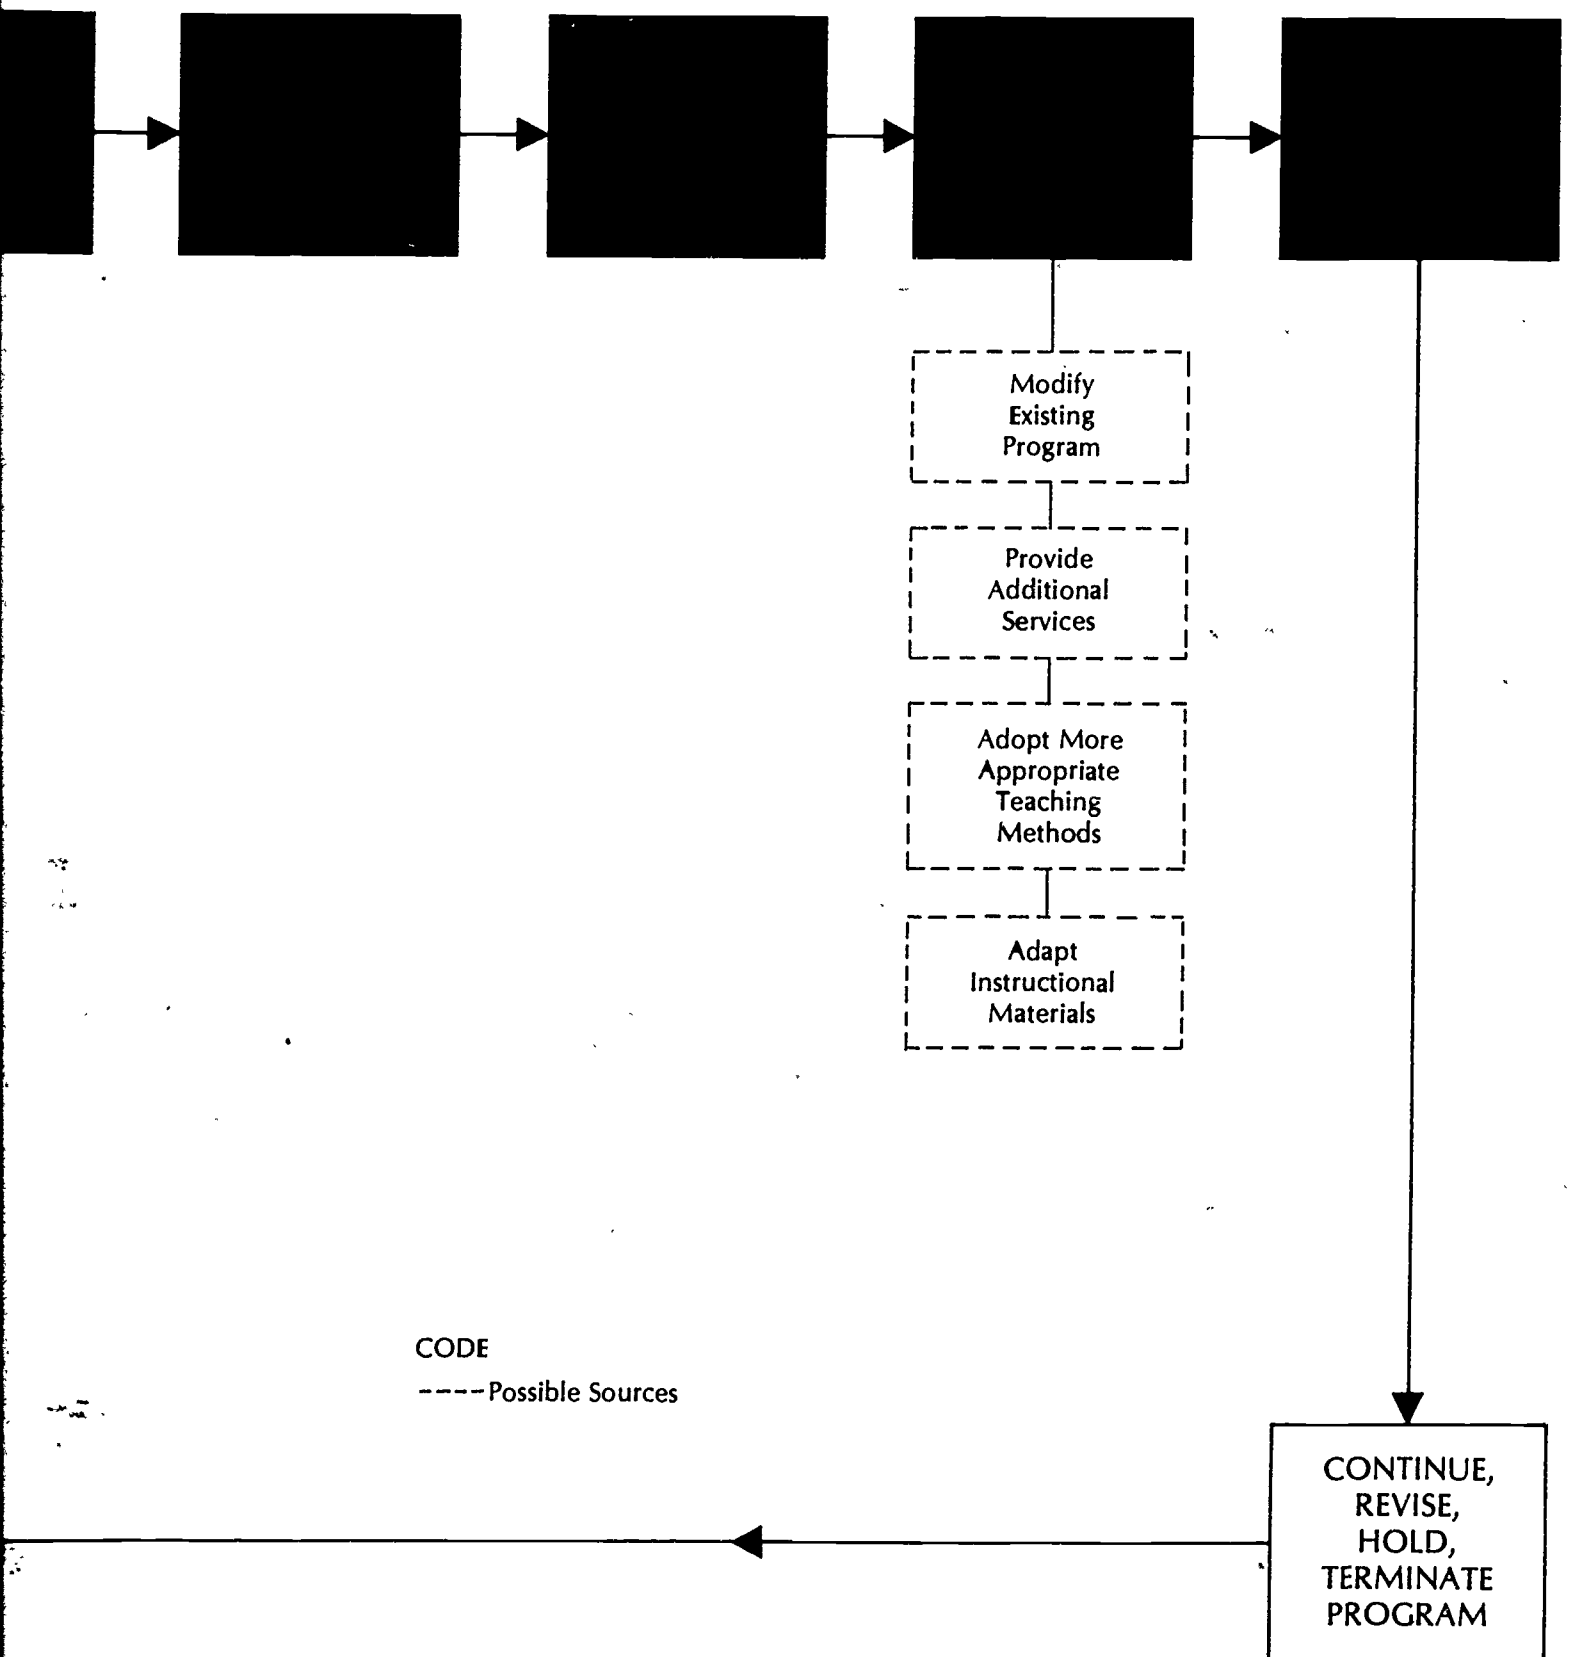 Modify
Existing
Program
Provide
Additional
Services
Adopt More
Appropriate
Teaching
Methods
Adapt
Instructional
Materials
CODE
----Possible Sources
CONTINUE,
REVISE,
HOLD,
TERMINATE
PROGRAM